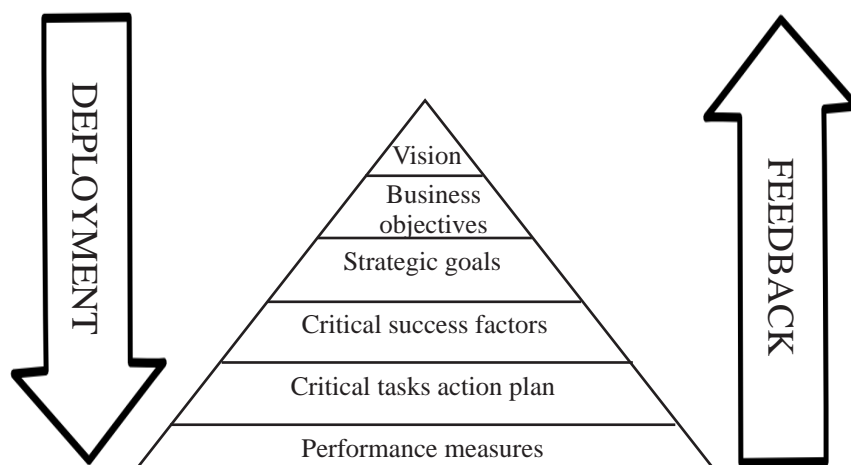 DEPLOYMENT
Vision
Business
objectives
Strategic goals
Critical success factors
Critical tasks action plan
Performance measures
FEEDBACK